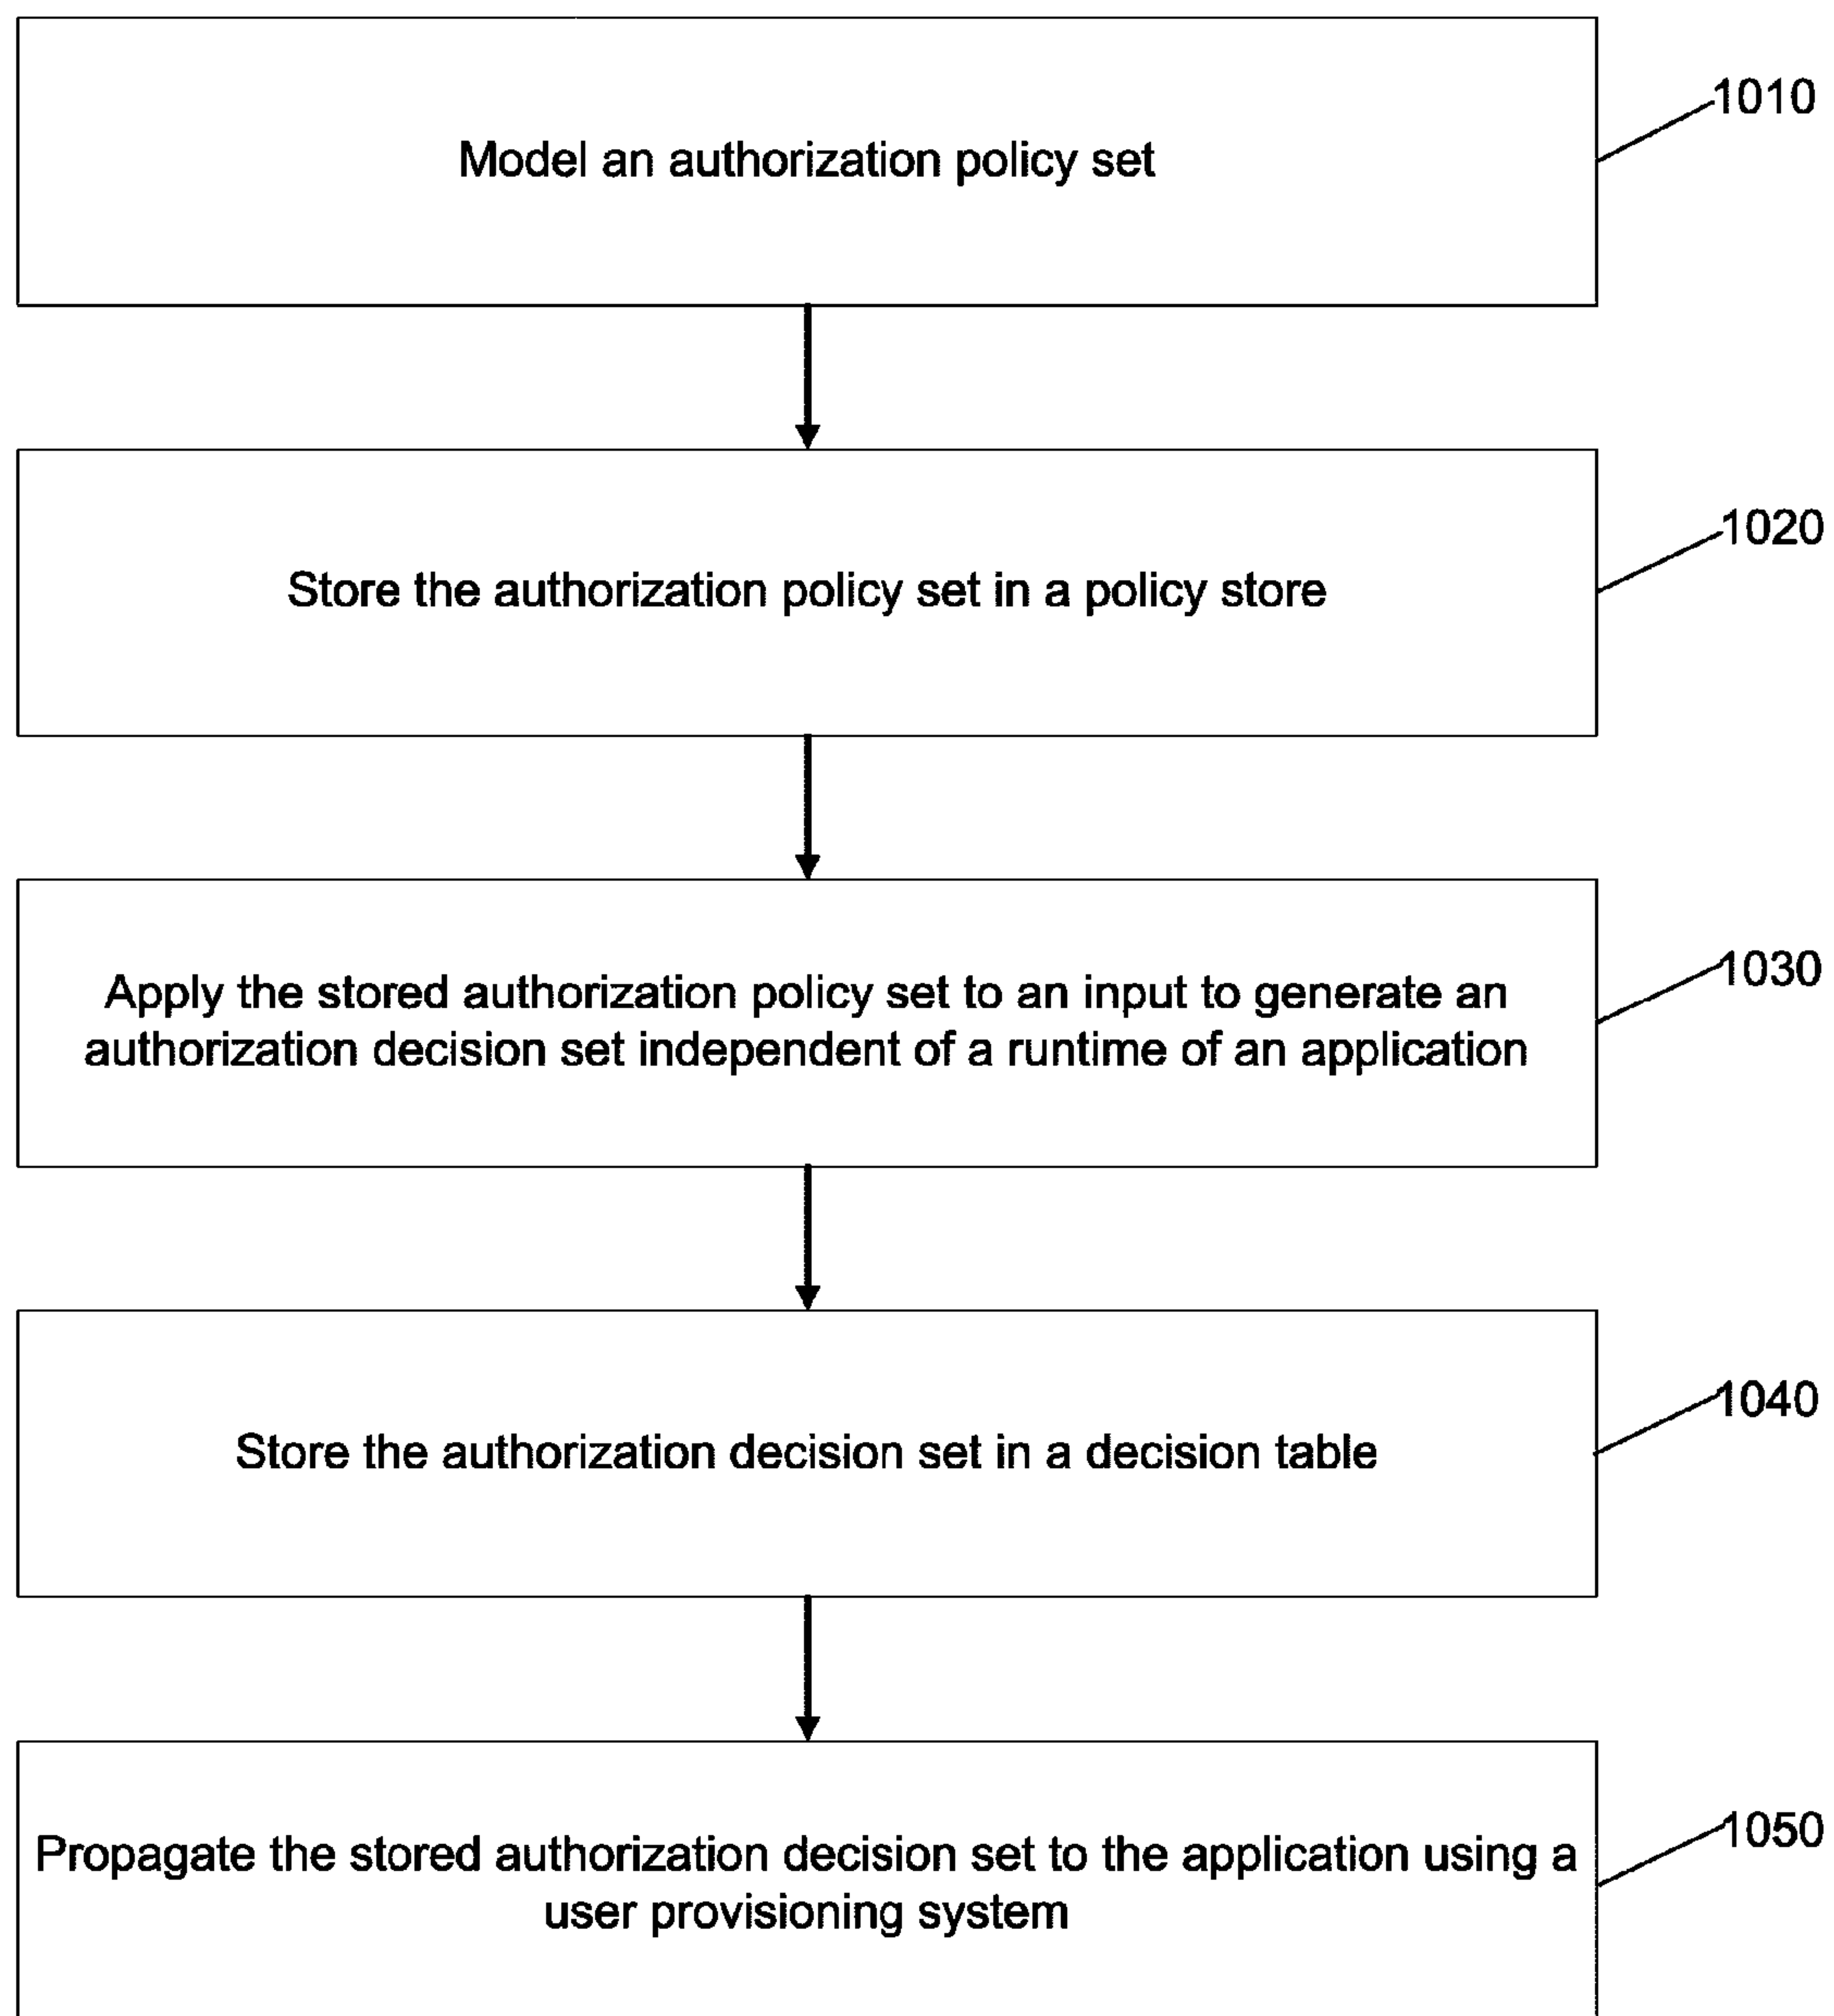 Model an authorization policy set
1010
Store the authorization policy set in a policy store
1020
Apply the stored authorization policy set to an input to generate an
authorization decision set independent of a runtime of an application
1030
Store the authorization decision set in a decision table
1040
Propagate the stored authorization decision set to the application using a
user provisioning system
1050